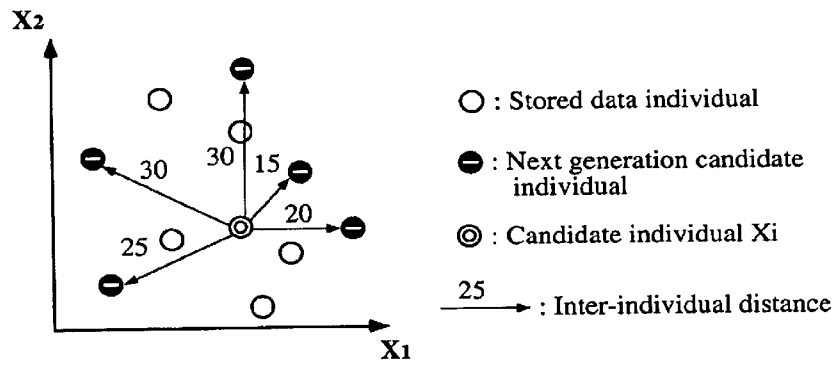 X2
30
30
15
20
25
X1
: Stored data individual
: Next generation candidate
individual
: Candidate individual Xi
25
: Inter-individual distance